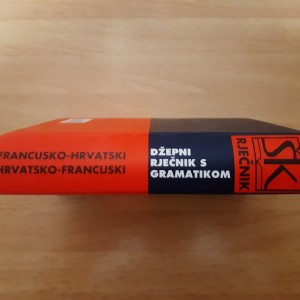 FRANCUSKO-HRVATSKI
HRVATSKO-FRANCUSKI
DŽEPNI
RJEČNIK S
GRAMATIKOM
ŠK
RJEČNIK